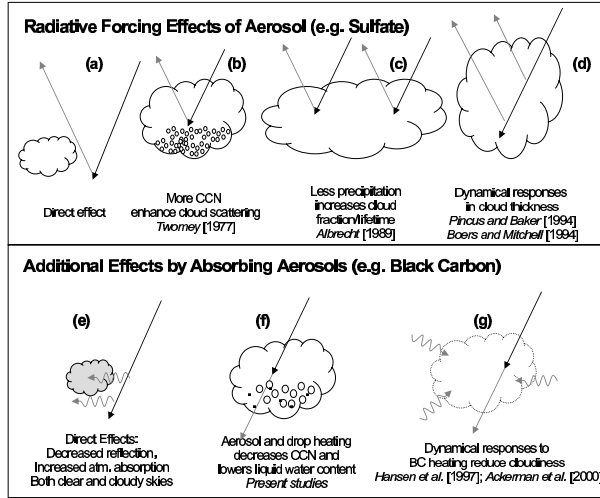 Radiative Forcing Effects of Aerosol (e.g. Sulfate)
(a)
(b)
(c)
(d)
Direct effect
More CCN
enhance cloud scattering
Twomey [1977]
Less precipitation
increases cloud
fraction/lifetime
Albrecht [1989]
Dynamical responses
in cloud thickness
Pincus and Baker [1994]
Boers and Mitchell [1994]
Additional Effects by Absorbing Aerosols (e.g. Black Carbon)
(e)
(f)
(g)
Direct Effects:
Decreased reflection,
Increased atm. absorption
Both clear and cloudy skies
Aerosol and drop heating
decreases CCN and
lowers liquid water content
Present studies
Dynamical responses to
BC heating reduce cloudiness
Hansen et al. [1997]; Ackerman et al. [2000]